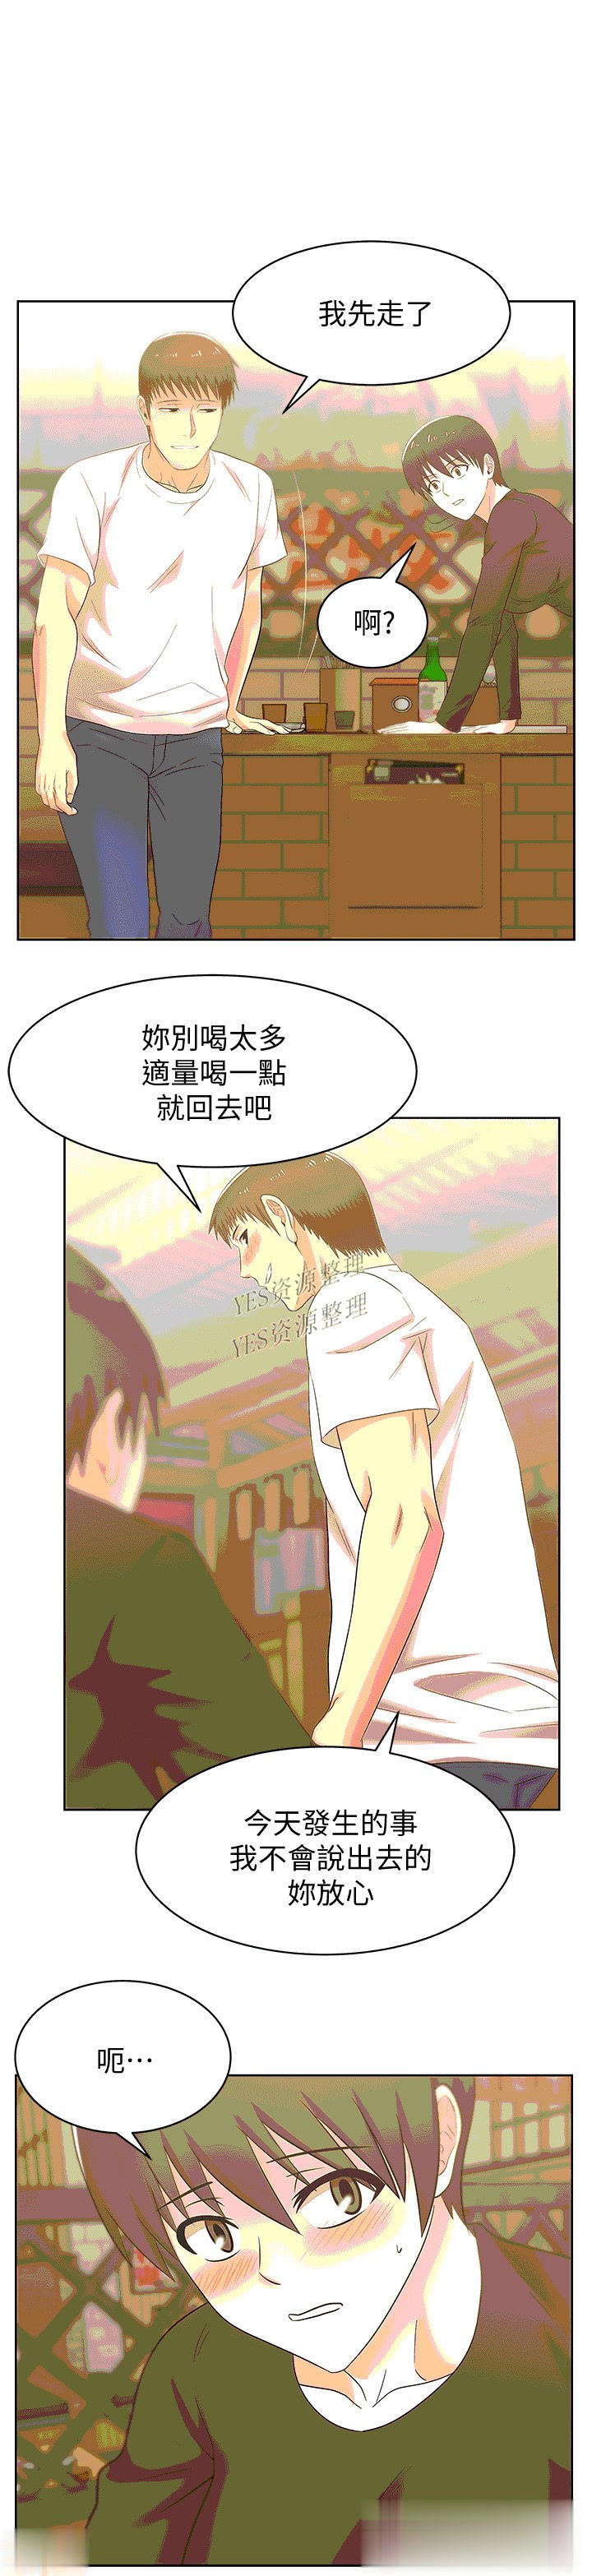 我先走了
啊?
妳別喝太多
適量喝一點
就回去吧
YES资源整理
YES资源整理
今天發生的事
我不會說出去的
妳放心
呃⋯